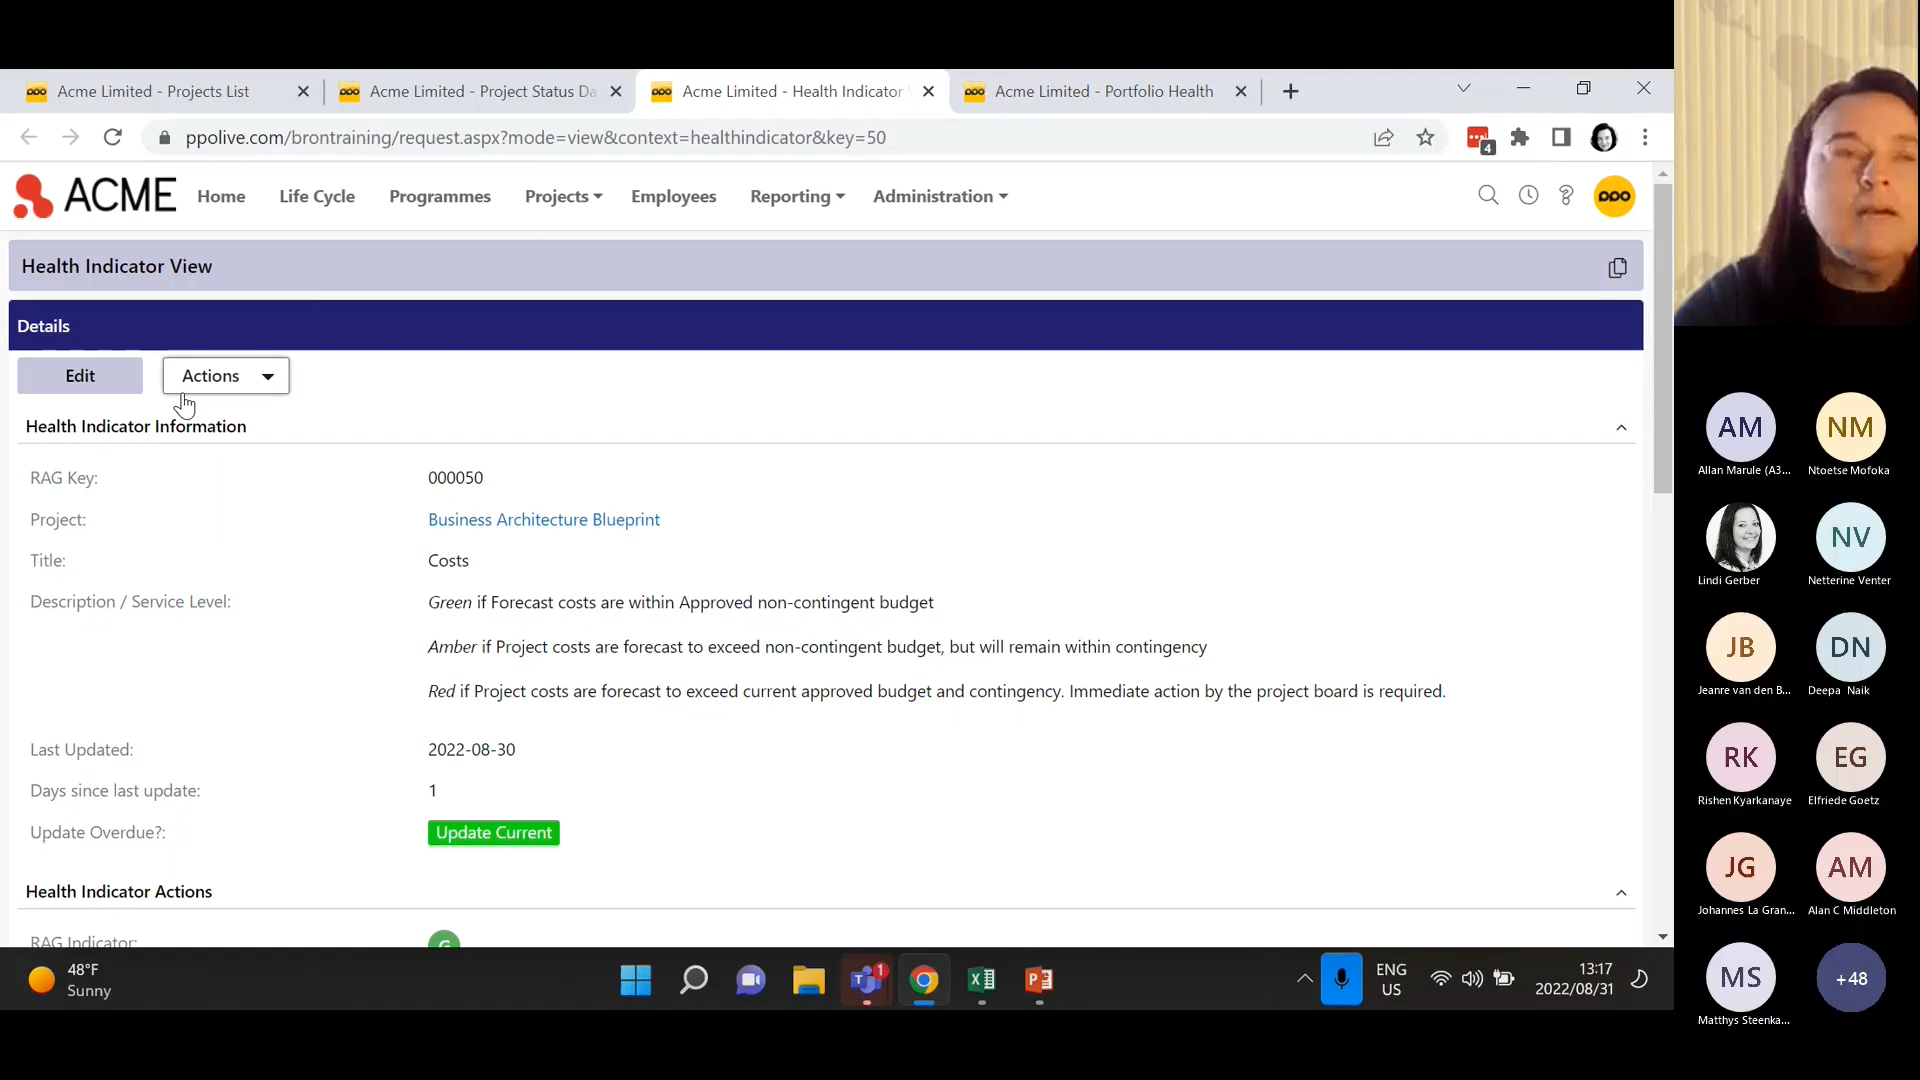 Acme Limited - Projects List
Acme Limited - Project Status Da
Acme Limited - Health Indicator
Acme Limited - Portfolio Health
ppolive.com/brontraining/request.aspx?mode=view&context=healthindicator&key=50
4
ACME Home Life Cycle Programmes Projects Employees Reporting Administration ? PPO
Health Indicator View
Details
Edit Actions
Health Indicator Information
RAG Key: 000050
Project: Business Architecture Blueprint
Title: Costs
Description / Service Level: Green if Forecast costs are within Approved non-contingent budget
Amber if Project costs are forecast to exceed non-contingent budget, but will remain within contingency
Red if Project costs are forecast to exceed current approved budget and contingency. Immediate action by the project board is required.
Last Updated: 2022-08-30
Days since last update: 1
Update Overdue?: Update Current
Health Indicator Actions
RAG Indicator: G
48°F
Sunny
1
ENG
US
13:17
2022/08/31
AM
Allan Marule (A3...
NM
Ntoetse Mofoka
Lindi Gerber
NV
Netterine Venter
JB
Jeanre van den B...
DN
Deepa Naik
RK
Rishen Kyarkanaye
EG
Elfriede Goetz
JG
Johannes La Gran...
AM
Alan C Middleton
MS
Matthys Steenka...
+48